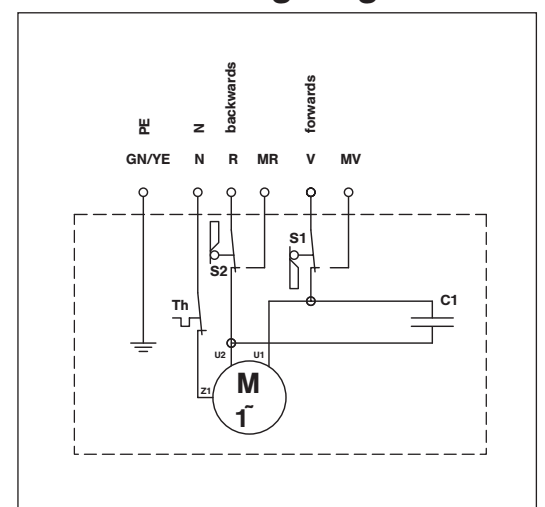 PE N backwards forwards
GN/YE N R MR V MV
S1
S2
C1
Th
U2 U1
Z1
M
1~